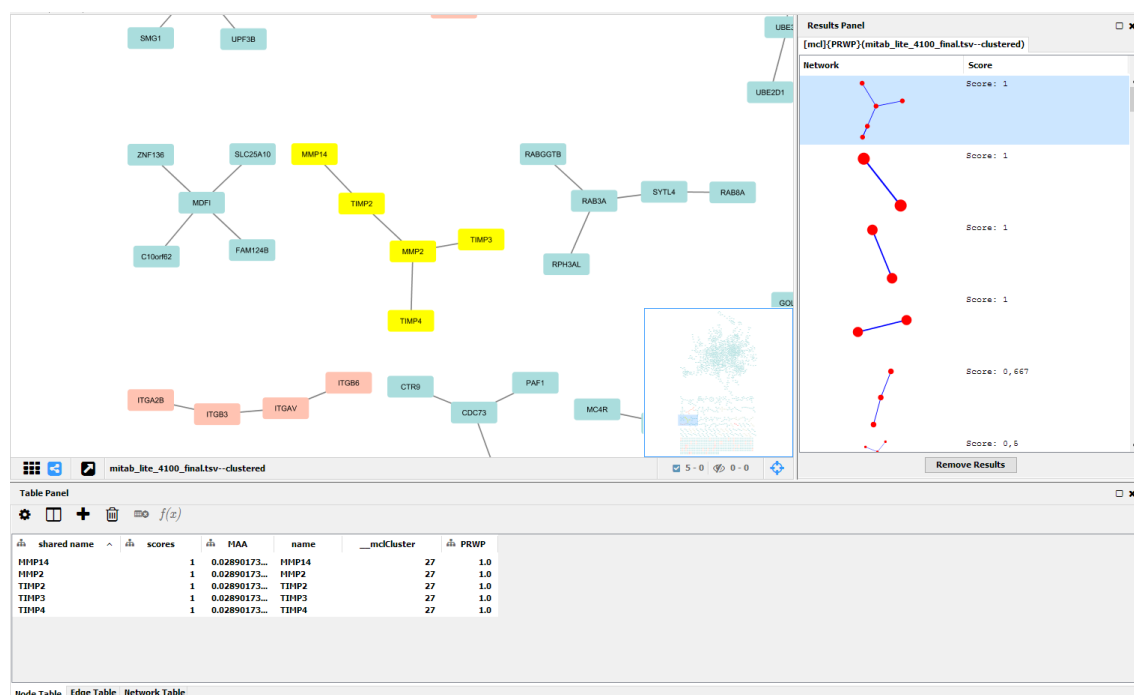 SMG1
UPF3B
UBE3
UBE2D1
ZNF136
SLC25A10
MMP14
RABGGTB
MDFI
TIMP2
RAB3A
SYTL4
RAB8A
C10orf62
FAM124B
MMP2
TIMP3
RPH3AL
TIMP4
GOL
ITGA2B
ITGB3
ITGAV
ITGB6
CTR9
PAF1
CDC73
MC4R
mitab_lite_4100_final.tsv--clustered
5 - 0
0 - 0
Results Panel
[mcl]{PRWP}(mitab_lite_4100_final.tsv--clustered)
Network Score
Score: 1
Score: 1
Score: 1
Score: 1
Score: 0,667
Score: 0,5
Remove Results
Table Panel
f(x)
shared name scores MAA name __mclCluster PRWP
MMP14 1 0.02890173... MMP14 27 1.0
MMP2 1 0.02890173... MMP2 27 1.0
TIMP2 1 0.02890173... TIMP2 27 1.0
TIMP3 1 0.02890173... TIMP3 27 1.0
TIMP4 1 0.02890173... TIMP4 27 1.0
Node Table Edge Table Network Table